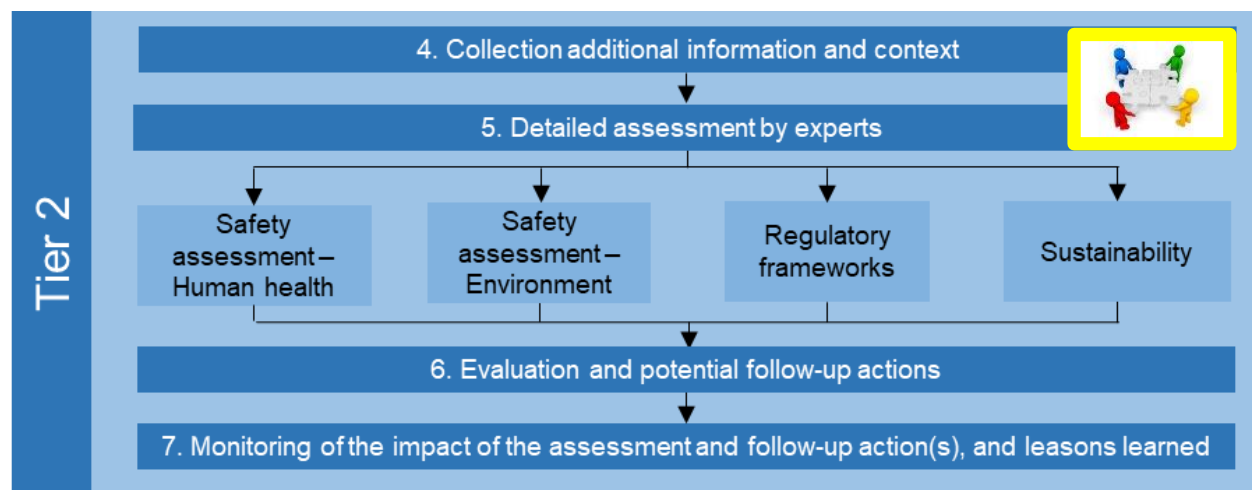 Tier 2
4. Collection additional information and context
5. Detailed assessment by experts
Safety
assessment –
Human health
Safety
assessment –
Environment
Regulatory
frameworks
Sustainability
6. Evaluation and potential follow-up actions
7. Monitoring of the impact of the assessment and follow-up action(s), and leasons learned